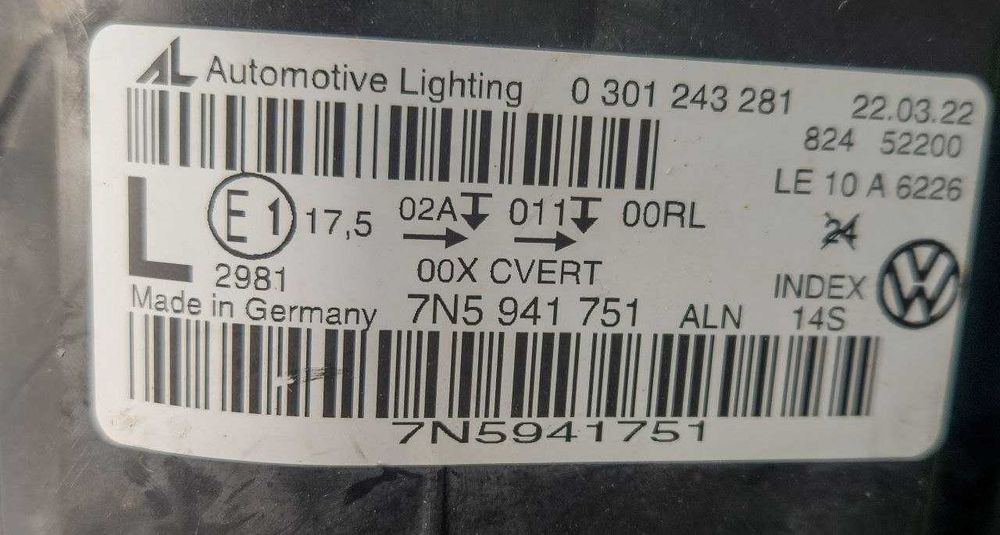 AL Automotive Lighting 0 301 243 281 22.03.22
824 52200
LE 10 A 6226
L E1 17,5 02A 011 00RL 24
2981 00X CVERT INDEX
Made in Germany 7N5 941 751 ALN 14S
7N5941751